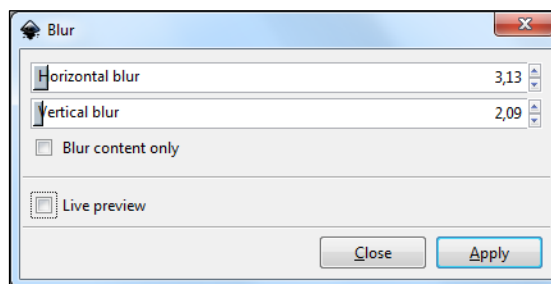 Blur
Horizontal blur 3,13
Vertical blur 2,09
Blur content only
Live preview
Close Apply